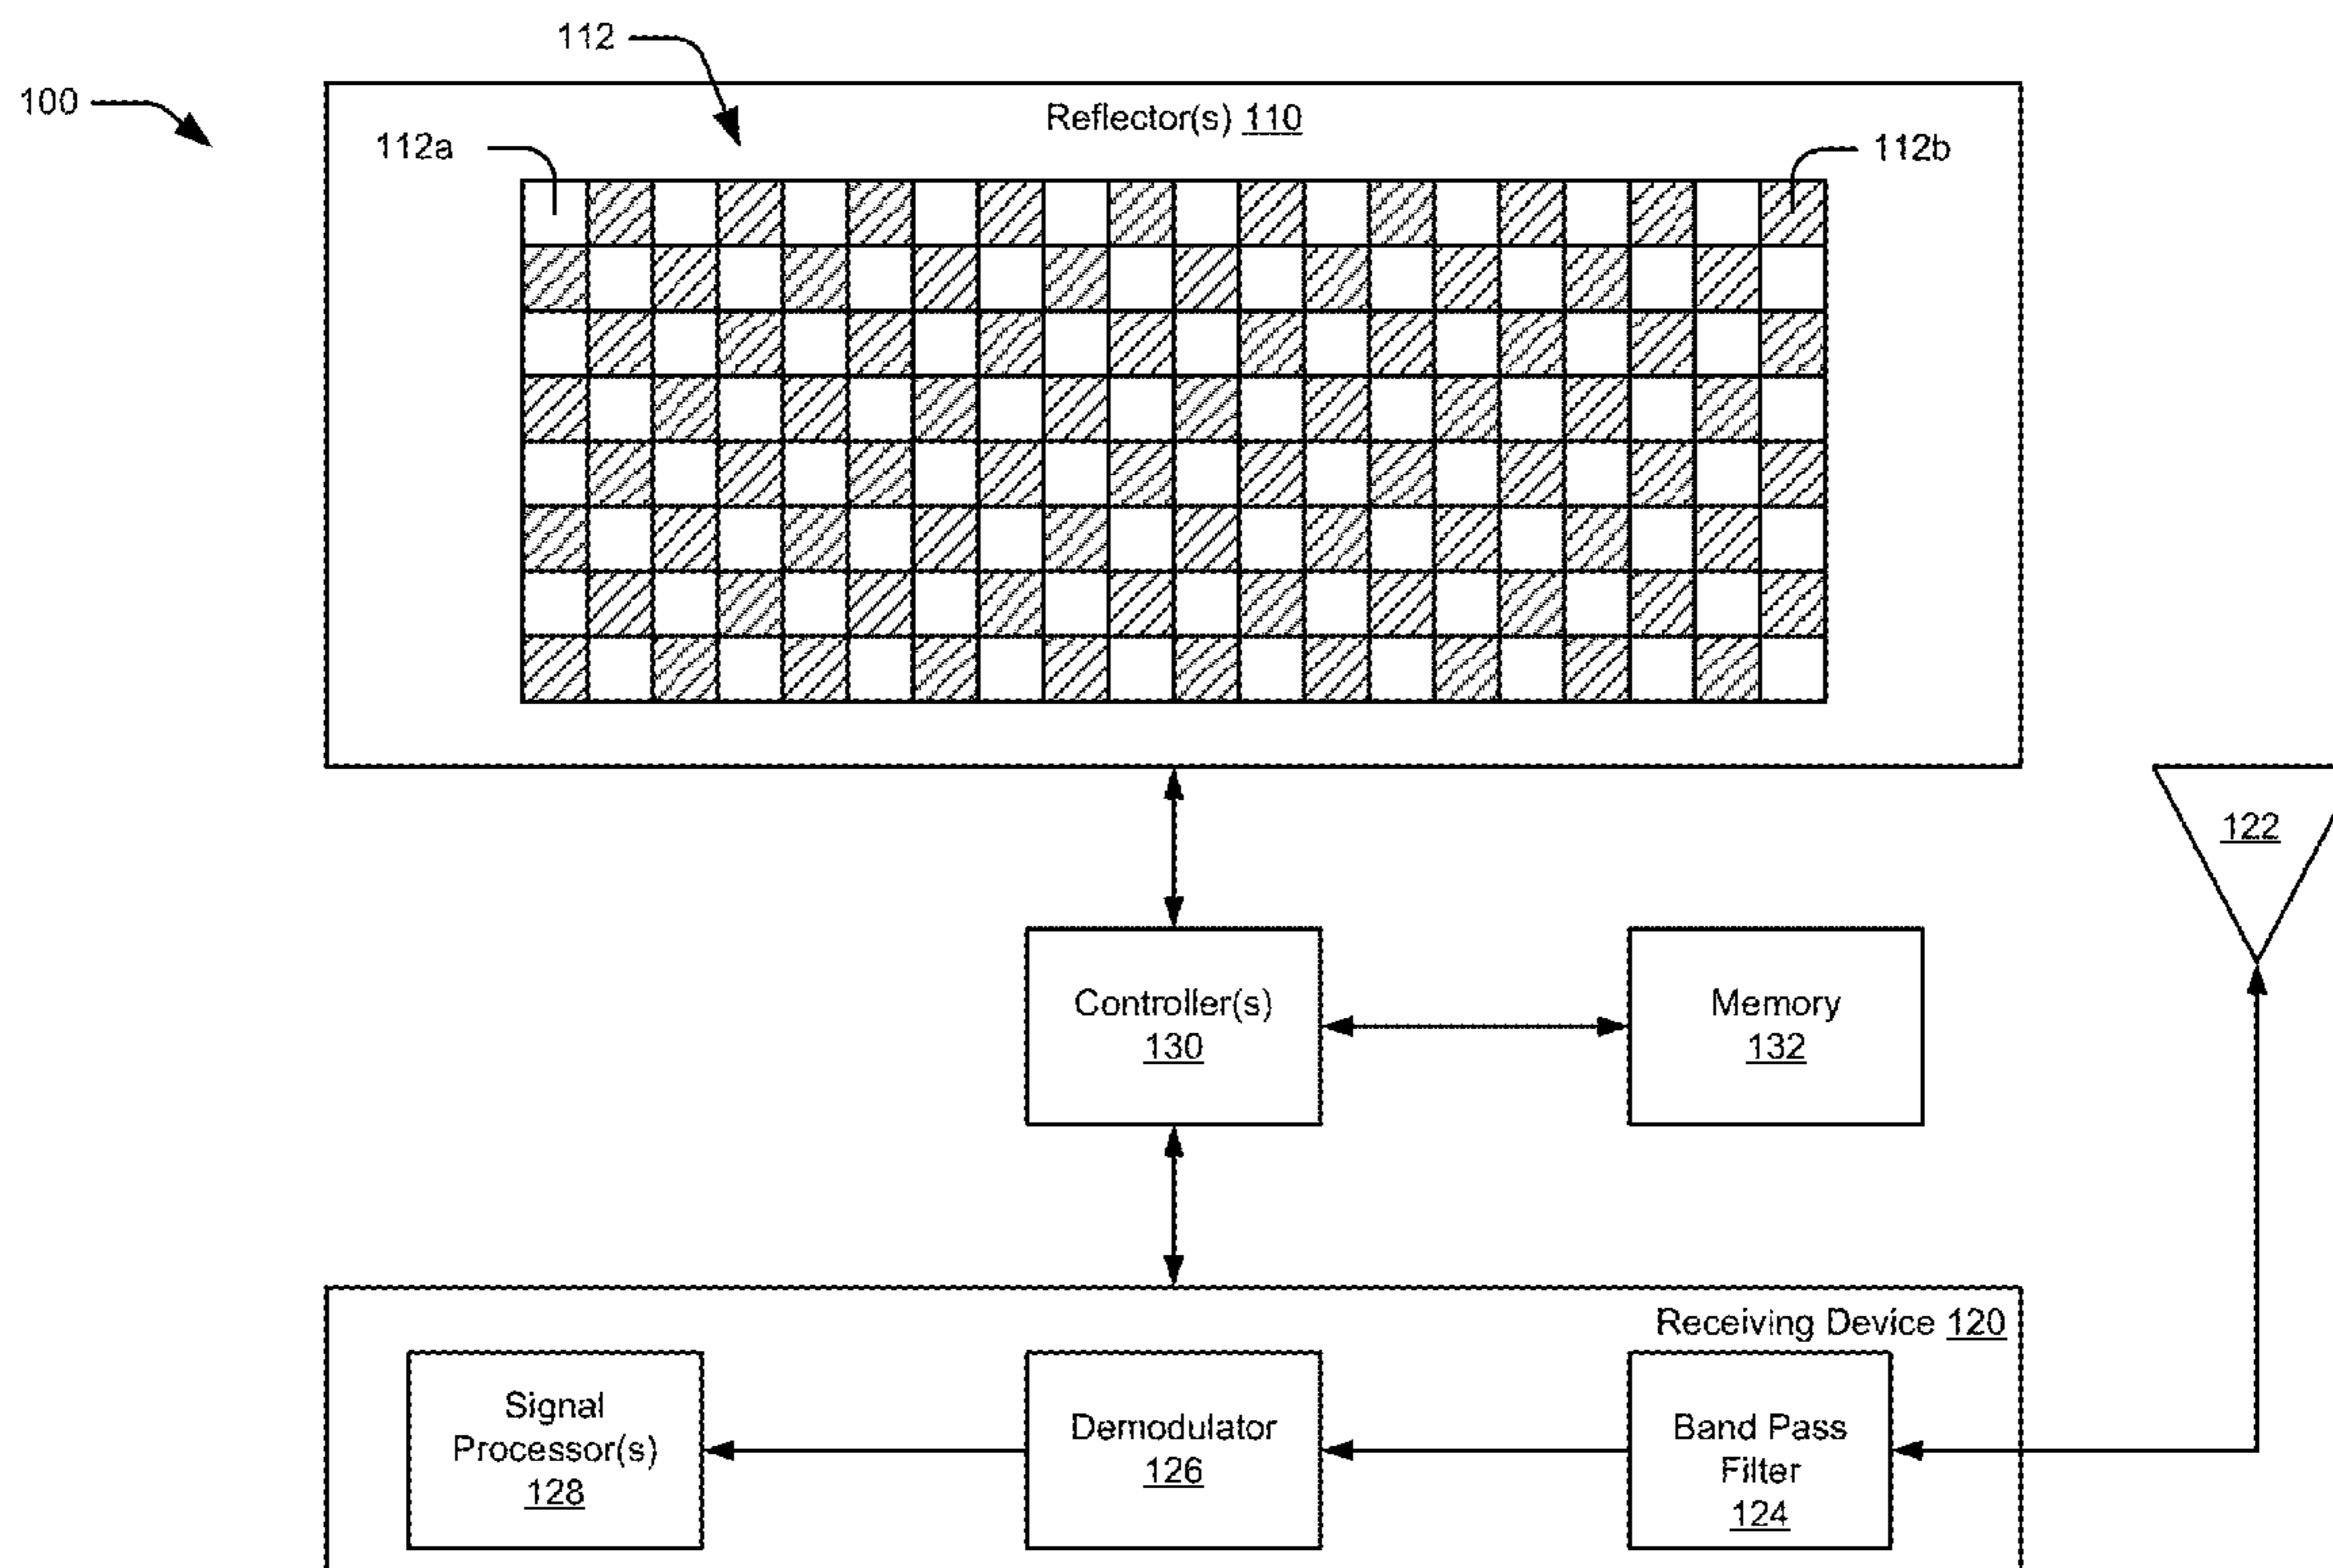 112
100
Reflector(s) 110
112a
112b
122
Controller(s)
130
Memory
132
Receiving Device 120
Signal
Processor(s)
128
Demodulator
126
Band Pass
Filter
124